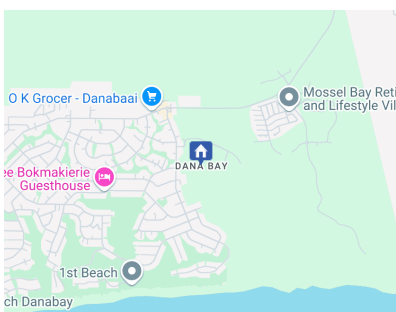 O K Grocer - Danabaai
Mossel Bay Reti
and Lifestyle Vil
DANA BAY
ee Bokmakierie
Guesthouse
1st Beach
ch Danabay